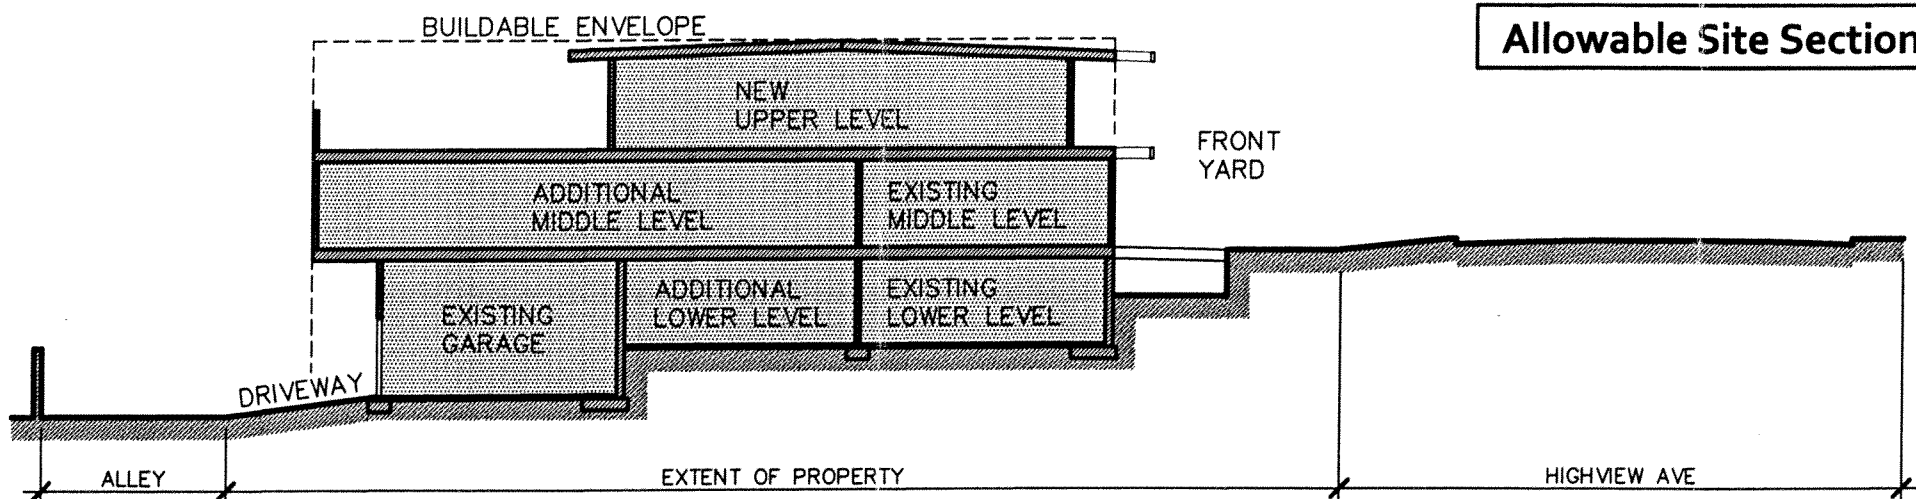 BUILDABLE ENVELOPE
Allowable Site Section
NEW
UPPER LEVEL
FRONT
YARD
ADDITIONAL
MIDDLE LEVEL
EXISTING
MIDDLE LEVEL
EXISTING
GARAGE
ADDITIONAL
LOWER LEVEL
EXISTING
LOWER LEVEL
DRIVEWAY
ALLEY
EXTENT OF PROPERTY
HIGHVIEW AVE